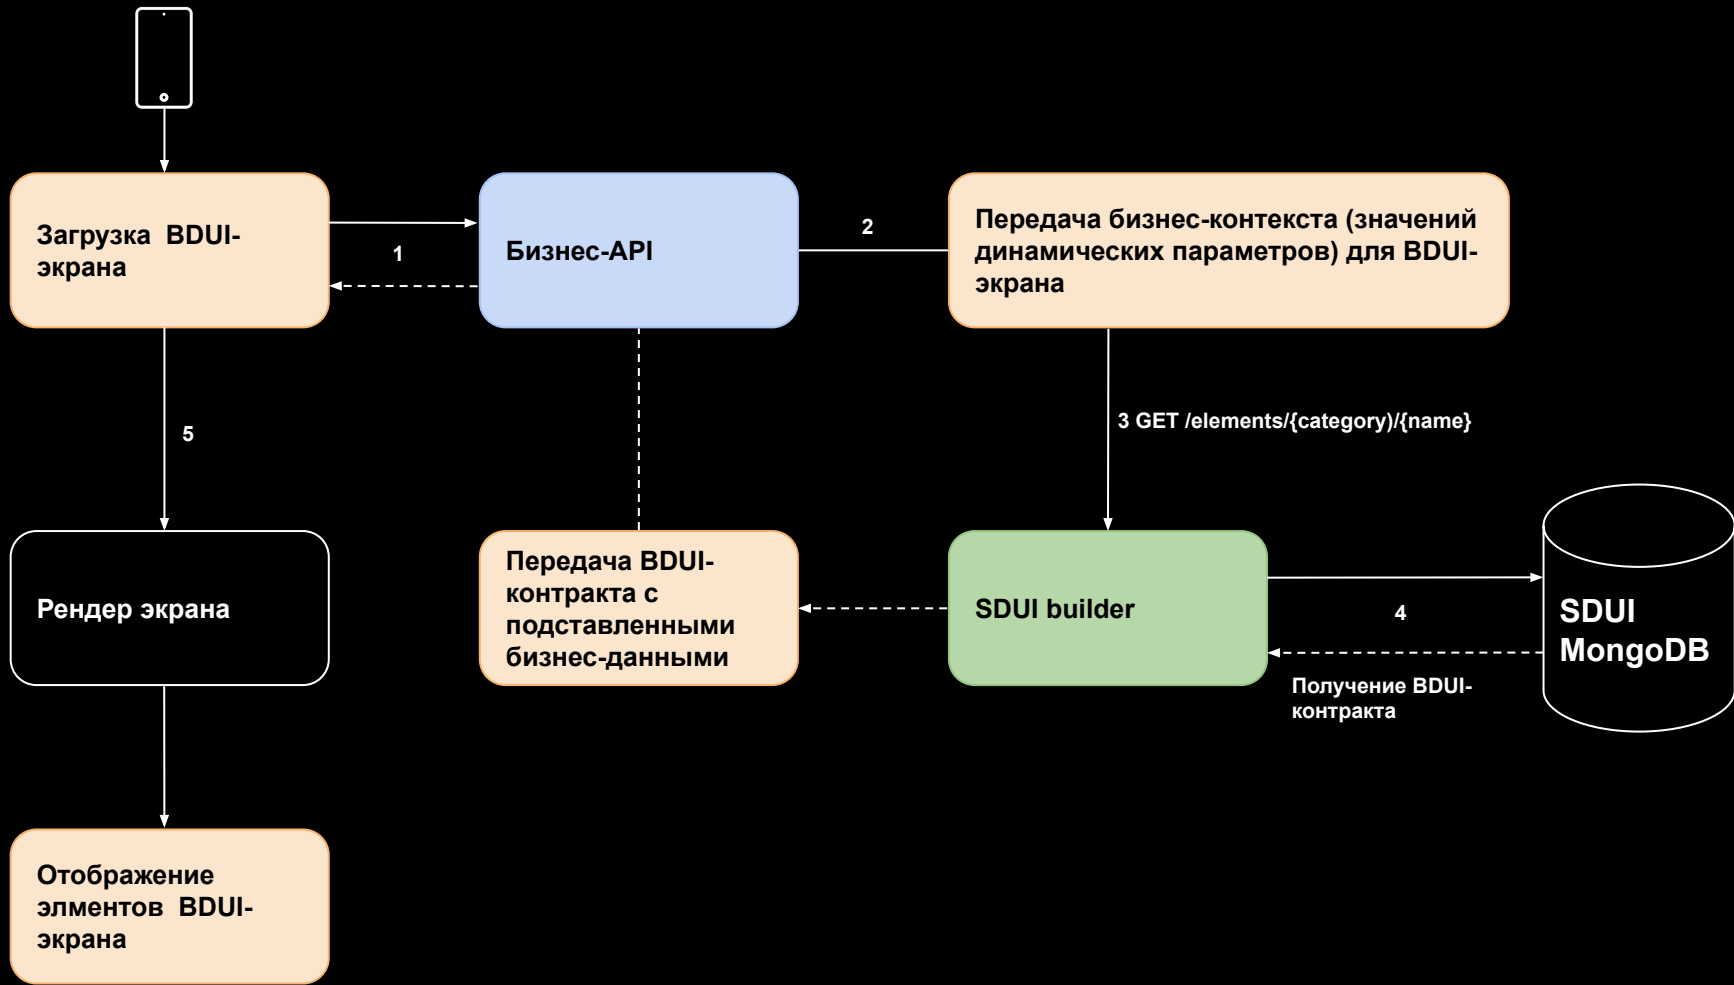 Загрузка  BDUI-
экрана
1
Бизнес-API
2
Передача бизнес-контекста (значений
динамических параметров) для BDUI-
экрана
3 GET /elements/{category)/{name}
5
Рендер экрана
Передача BDUI-
контракта с
подставленными
бизнес-данными
SDUI builder
4
Получение BDUI-
контракта
SDUI
MongoDB
Отображение
элментов  BDUI-
экрана